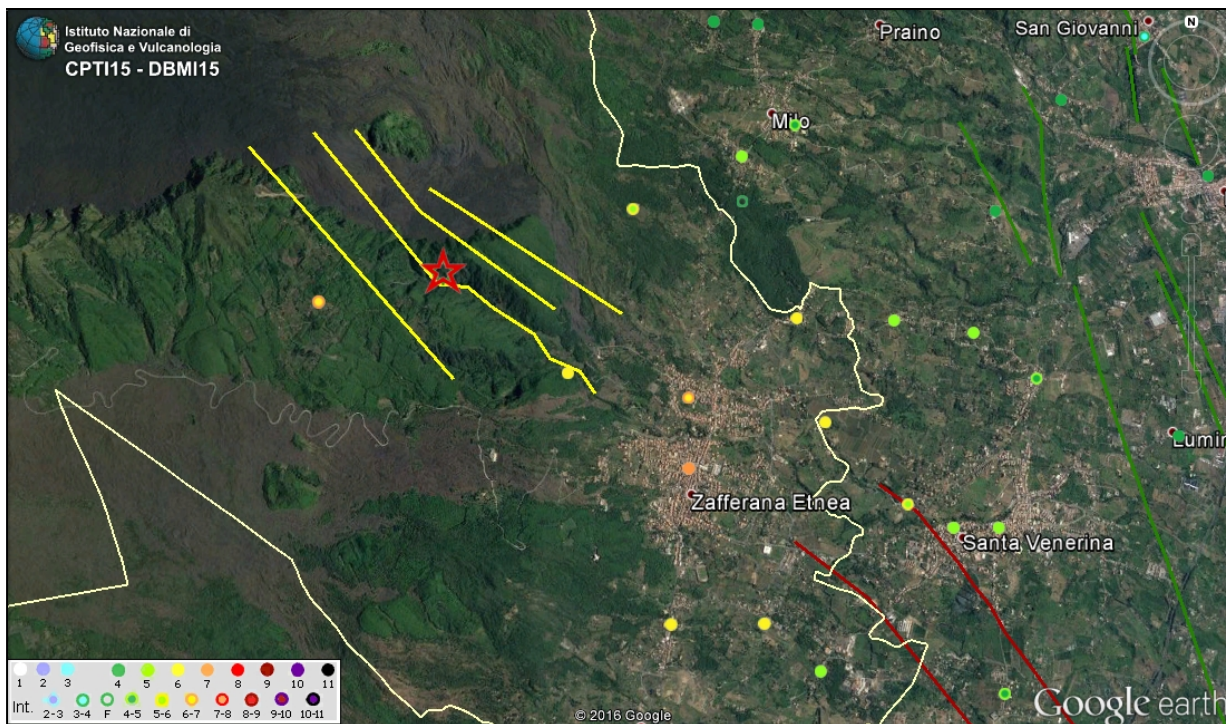 Istituto Nazionale di
Geofisica e Vulcanologia
CPTI15 - DBMI15
Praino
San Giovanni
N
Milo
Lumin
Zafferana Etnea
Santa Venerina
1 2 3 4 5 6 7 8 9 10 11
Int. 2-3 3-4 F 4-5 5-6 6-7 7-8 8-9 9-10 10-11
© 2016 Google
Google earth